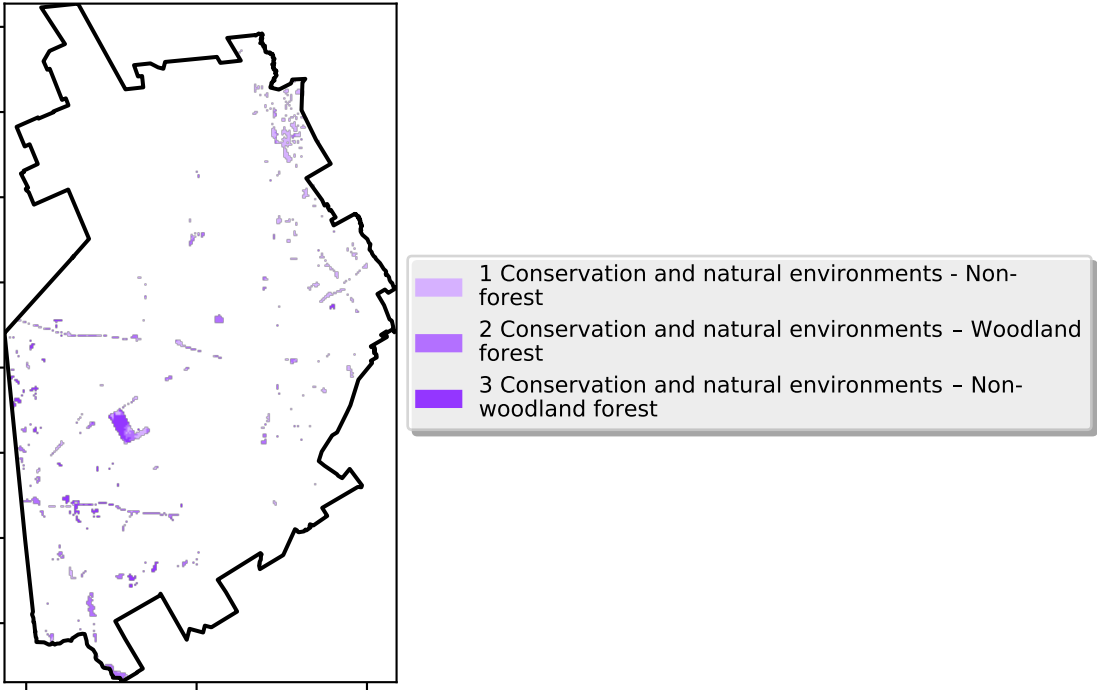 1 Conservation and natural environments - Non-
forest
2 Conservation and natural environments – Woodland
forest
3 Conservation and natural environments – Non-
woodland forest